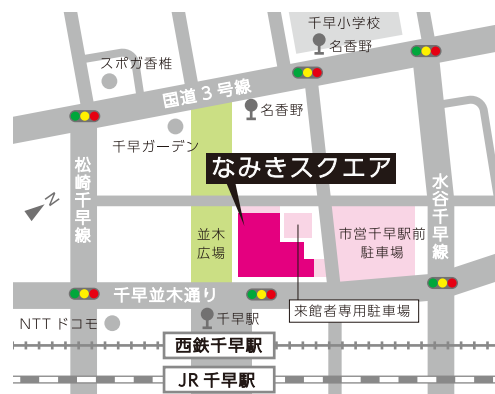 千早小学校
名香野
スポガ香椎
国道3号線
名香野
千早ガーデン
なみきスクエア
松崎千早線
水谷千早線
N
並木
広場
市営千早駅前
駐車場
千早並木通り
来館者専用駐車場
NTTドコモ
千早駅
西鉄千早駅
JR千早駅